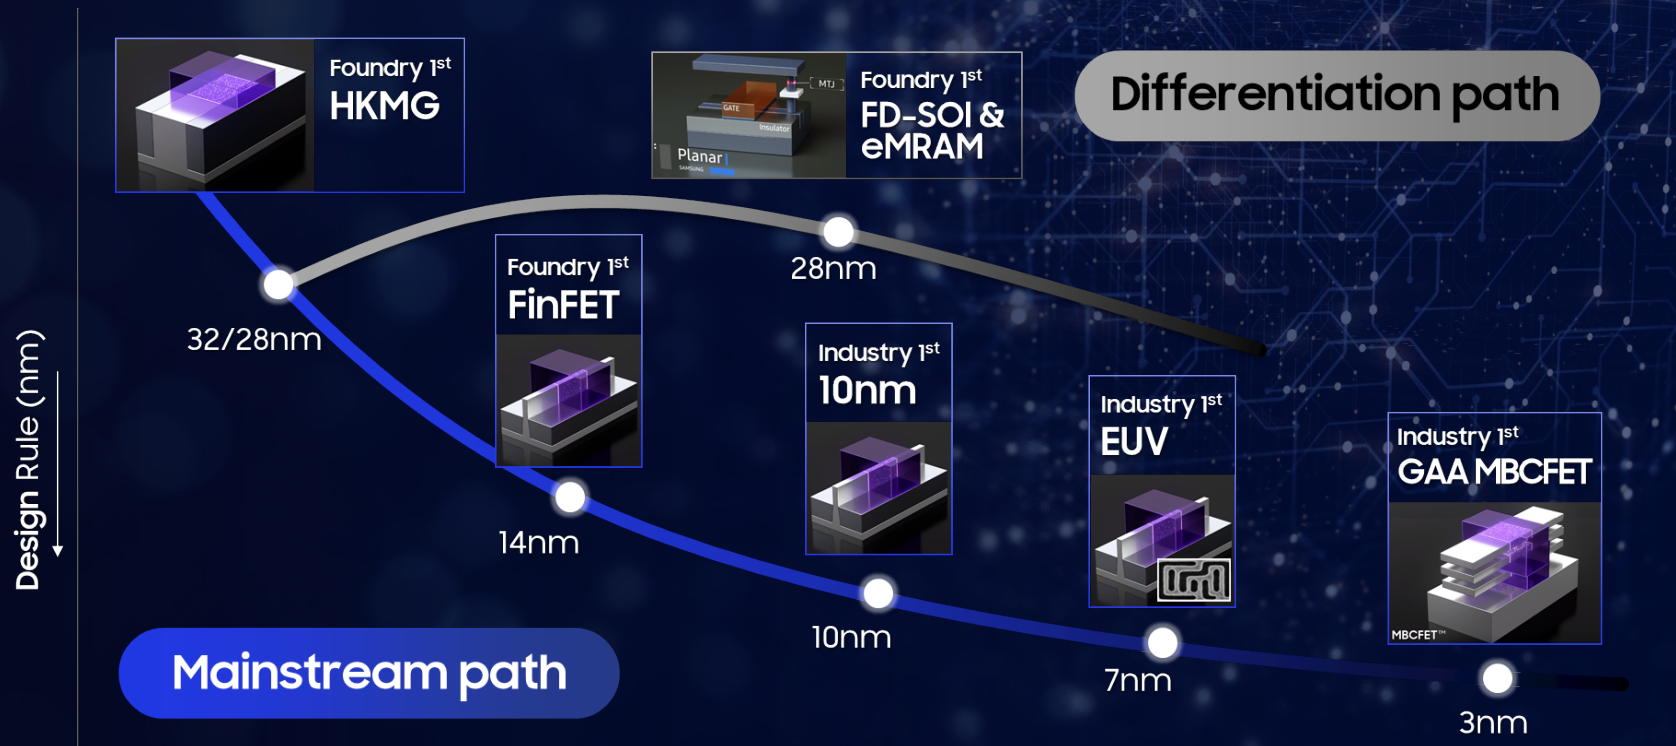 Foundry 1st
HKMG
MTJ
GATE
Insulator
Planar
SAMSUNG
Foundry 1st
FD-SOI &
eMRAM
Differentiation path
28nm
32/28nm
Foundry 1st
FinFET
14nm
Industry 1st
10nm
10nm
Industry 1st
EUV
7nm
Industry 1st
GAA MBCFET
MBCFET™
3nm
Design Rule (nm)
Mainstream path